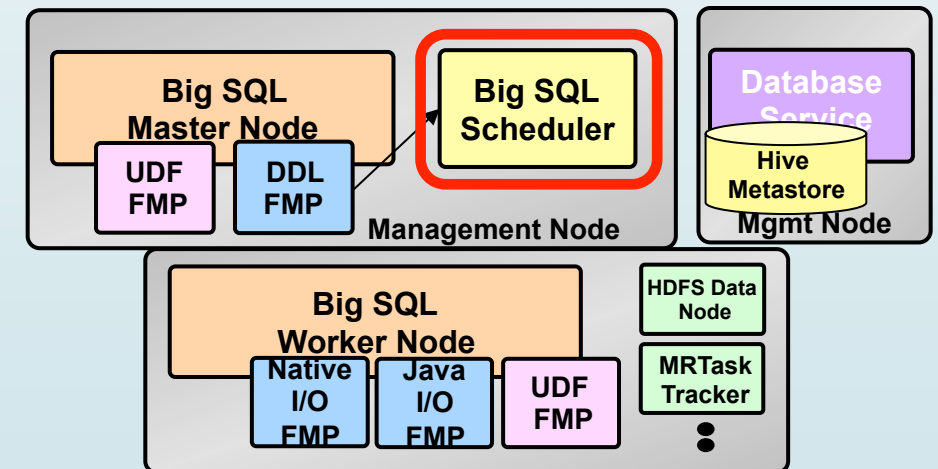 Big SQL
Master Node
UDF
FMP
DDL
FMP
Big SQL
Scheduler
Management Node
Database
Service
Hive
Metastore
Mgmt Node
Big SQL
Worker Node
Native
I/O
FMP
Java
I/O
FMP
UDF
FMP
HDFS Data
Node
MRTask
Tracker